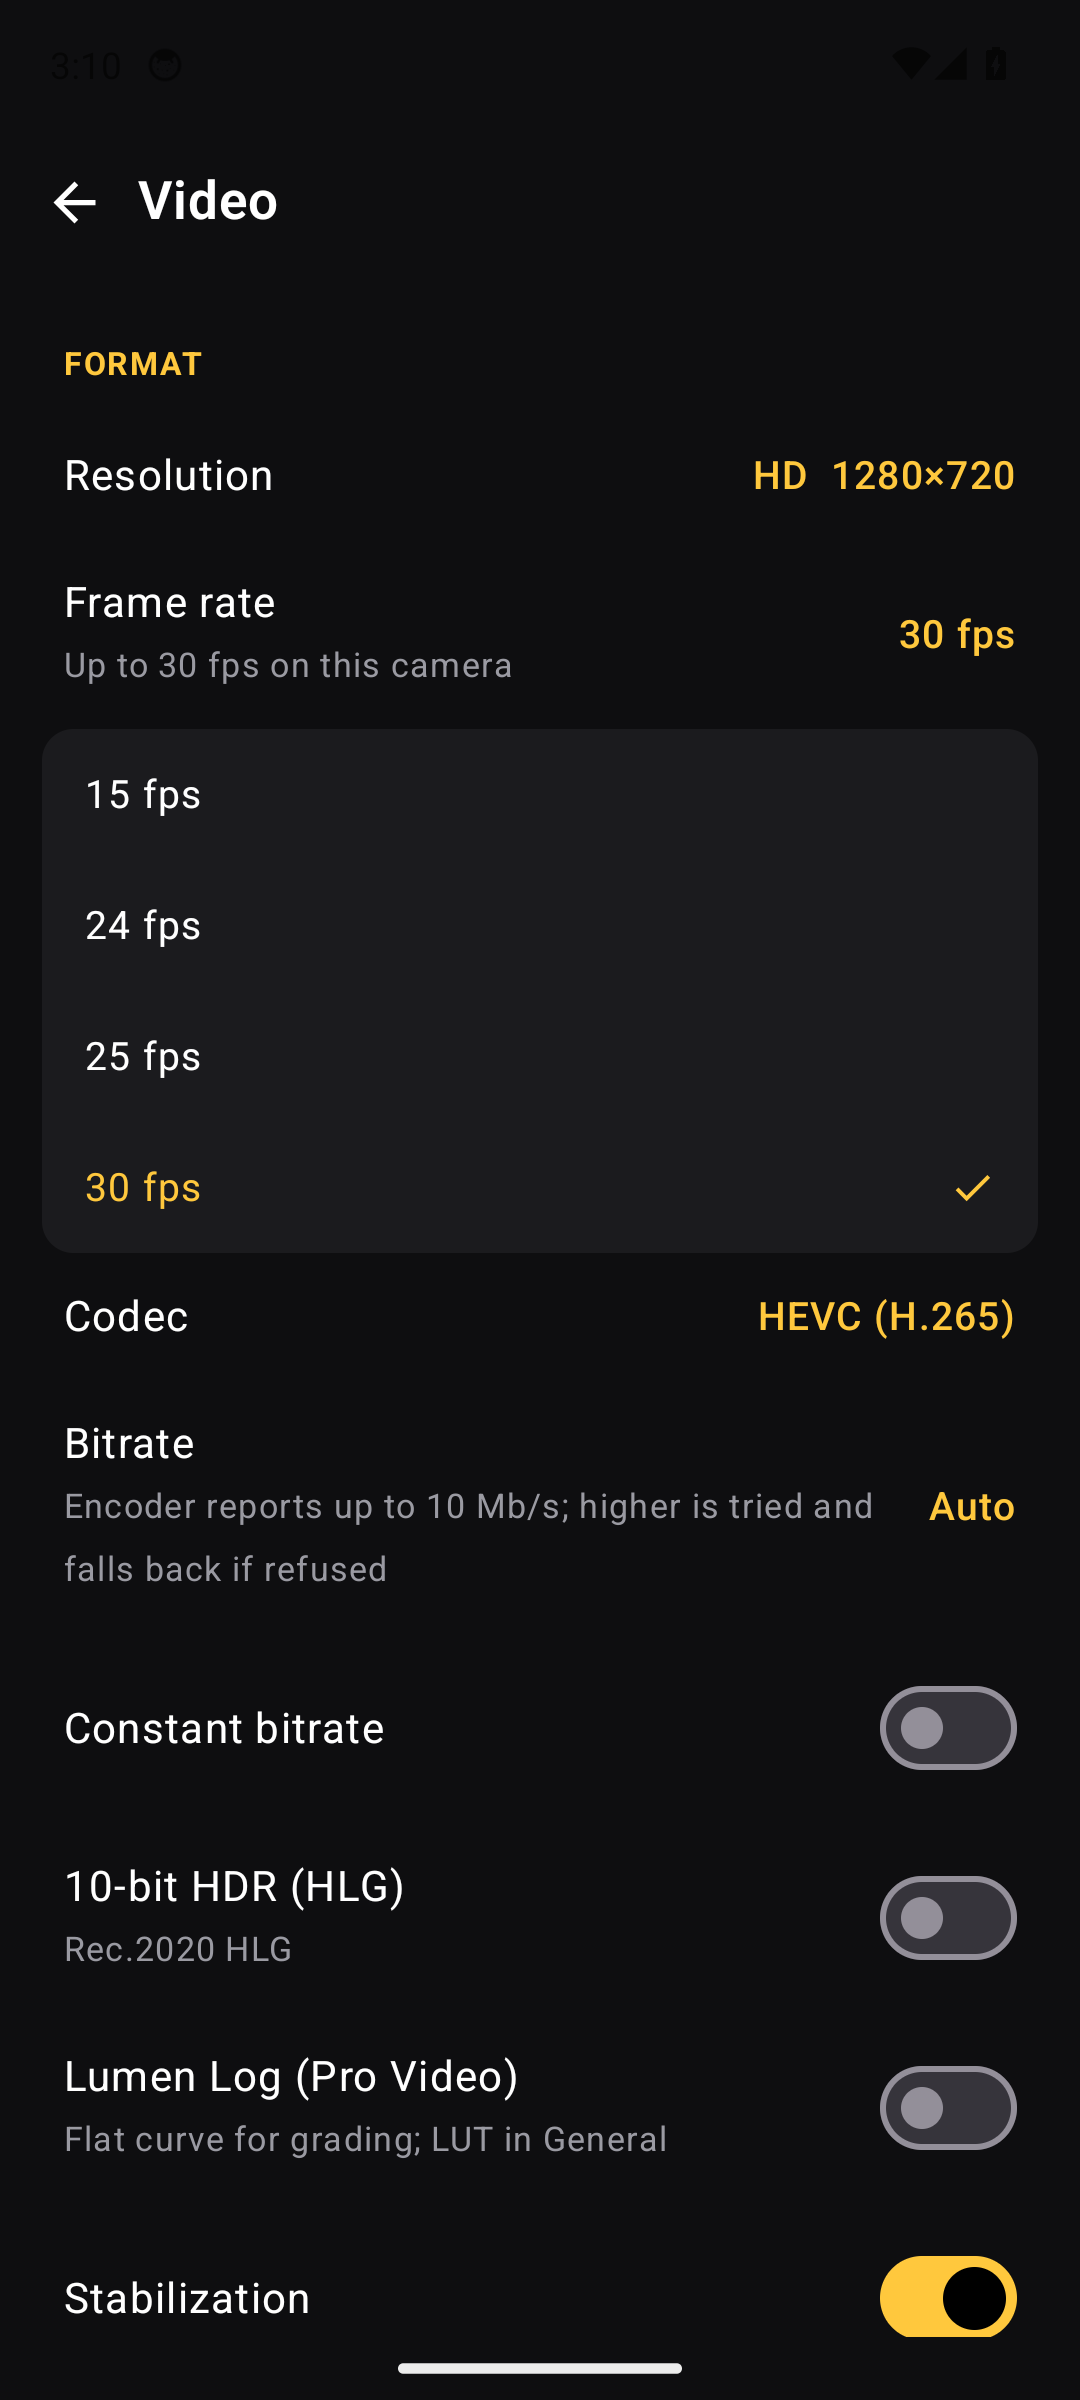 3:10
Video
FORMAT
Resolution
HD 1280×720
Frame rate
Up to 30 fps on this camera
30 fps
15 fps
24 fps
25 fps
30 fps
Codec
HEVC (H.265)
Bitrate
Encoder reports up to 10 Mb/s; higher is tried and
falls back if refused
Auto
Constant bitrate
10-bit HDR (HLG)
Rec.2020 HLG
Lumen Log (Pro Video)
Flat curve for grading; LUT in General
Stabilization